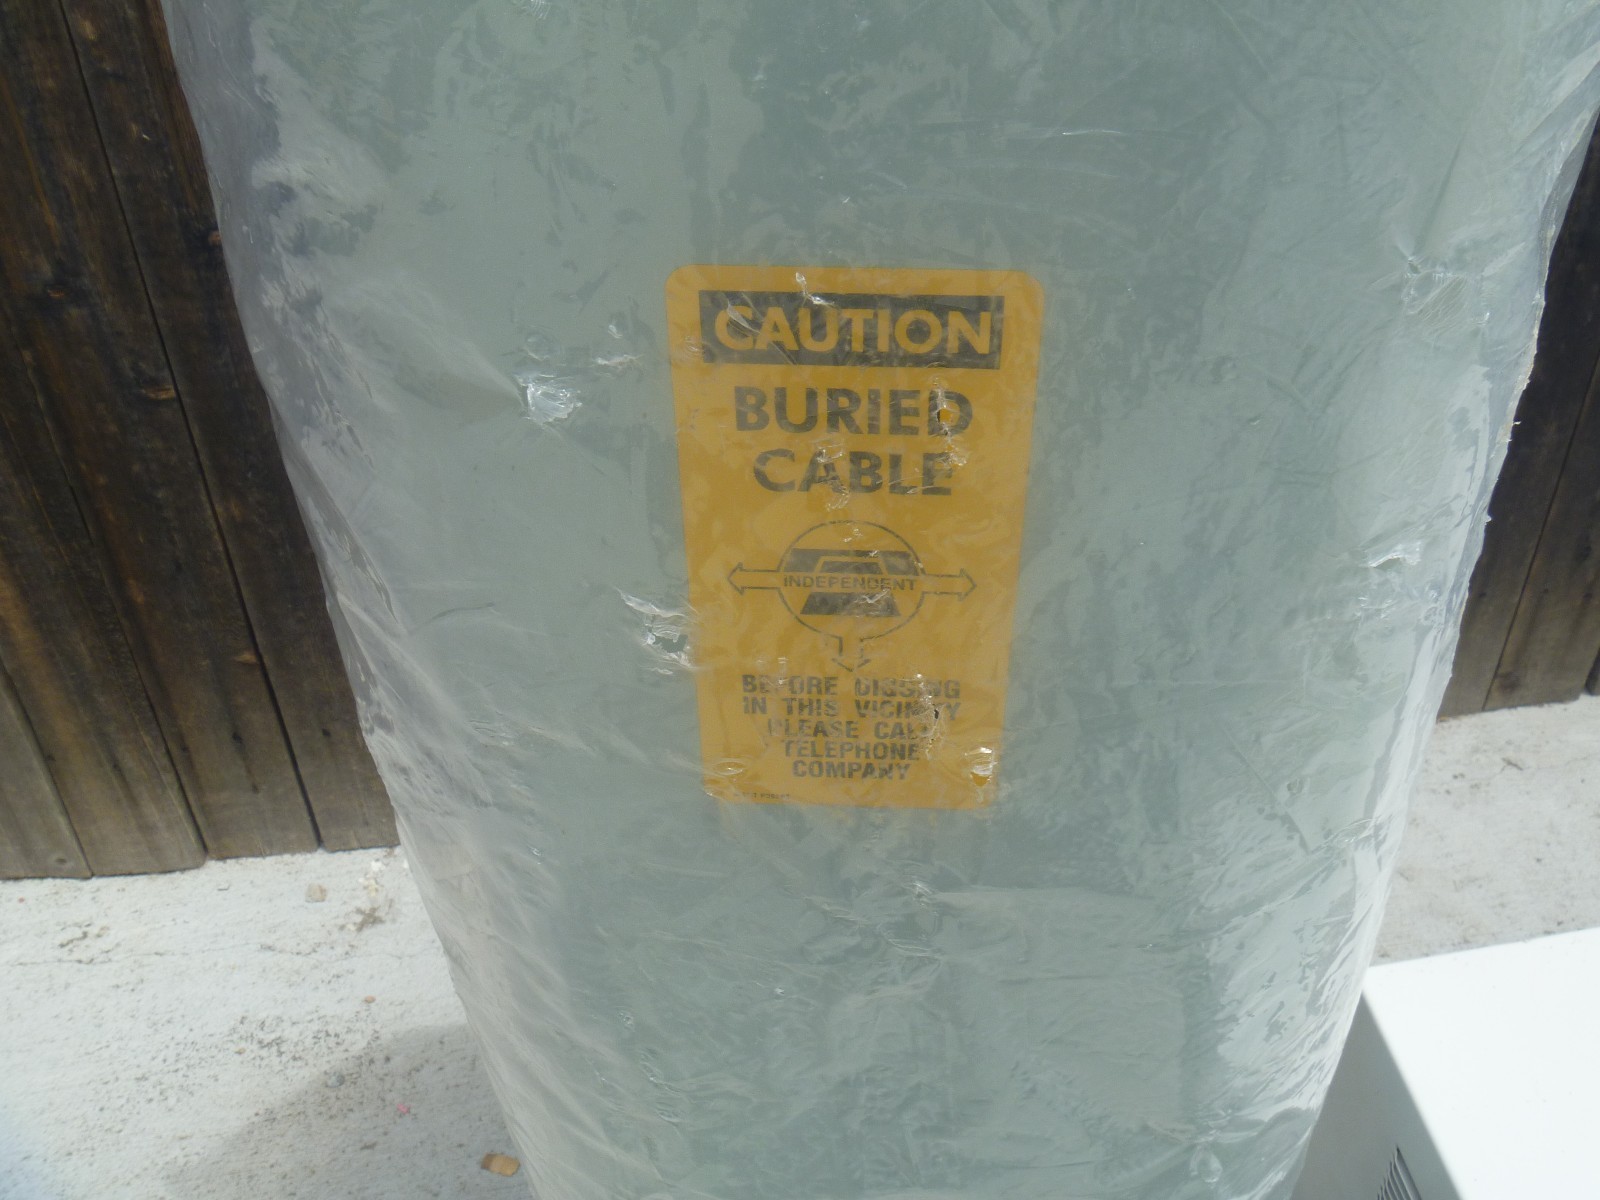 CAUTION
BURIED
CABLE
INDEPENDENT
BEFORE DIGGING
IN THIS VICINITY
PLEASE CALL
TELEPHONE
COMPANY